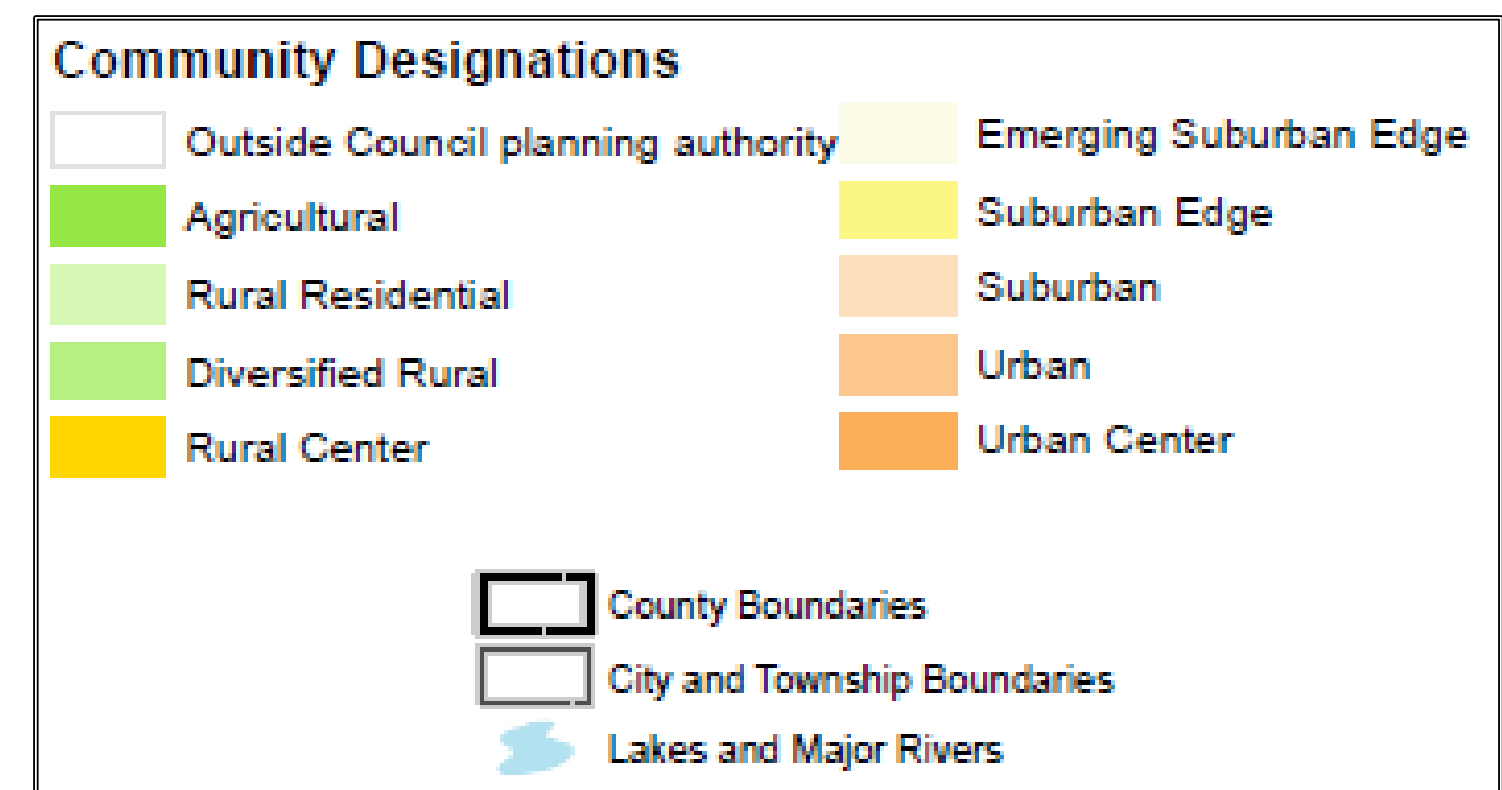 Community Designations
Outside Council planning authority
Agricultural
Rural Residential
Diversified Rural
Rural Center
Emerging Suburban Edge
Suburban Edge
Suburban
Urban
Urban Center
County Boundaries
City and Township Boundaries
Lakes and Major Rivers